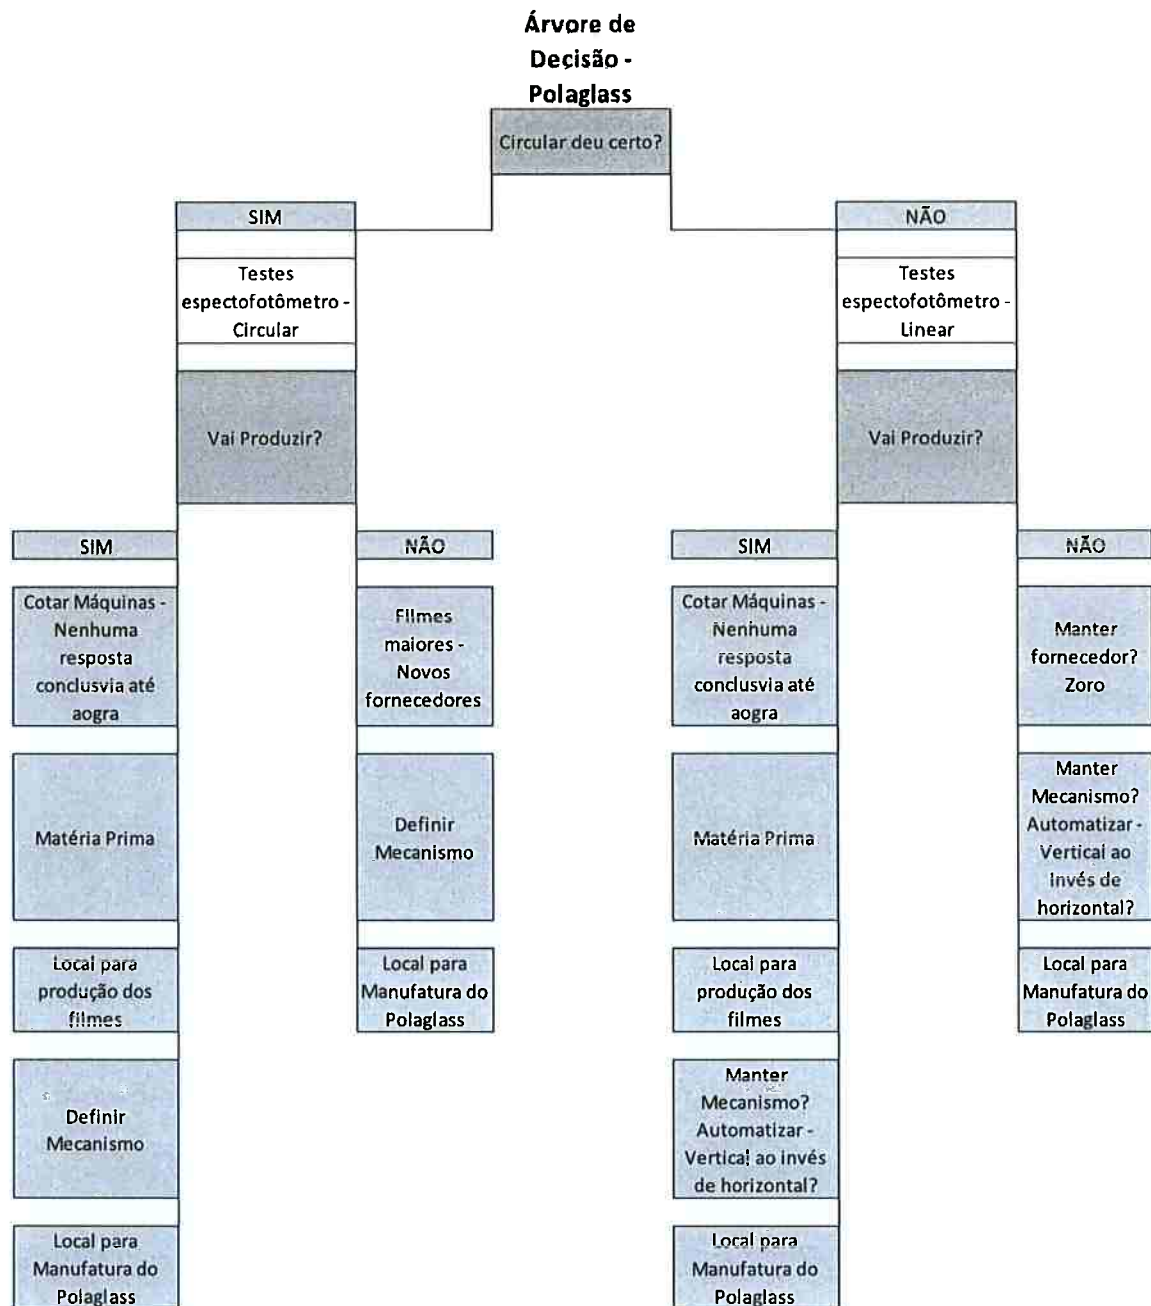 Árvore de
Decisão -
Polaglass
Circular deu certo?
SIM
Testes
espectofotômetro -
Circular
Vai Produzir?
SIM
Cotar Máquinas -
Nenhuma
resposta
conclusvia até
aogra
Matéria Prima
Local para
produção dos
filmes
Definir
Mecanismo
Local para
Manufatura do
Polaglass
NÃO
Filmes
maiores -
Novos
fornecedores
Definir
Mecanismo
Local para
Manufatura do
Polaglass
NÃO
Testes
espectofotômetro -
Linear
Vai Produzir?
SIM
Cotar Máquinas -
Nenhuma
resposta
conclusvia até
aogra
Matéria Prima
Local para
produção dos
filmes
Manter
Mecanismo?
Automatizar -
Vertical ao invés
de horizontal?
Local para
Manufatura do
Polaglass
NÃO
Manter
fornecedor?
Zoro
Manter
Mecanismo?
Automatizar -
Vertical ao
invés de
horizontal?
Local para
Manufatura do
Polaglass